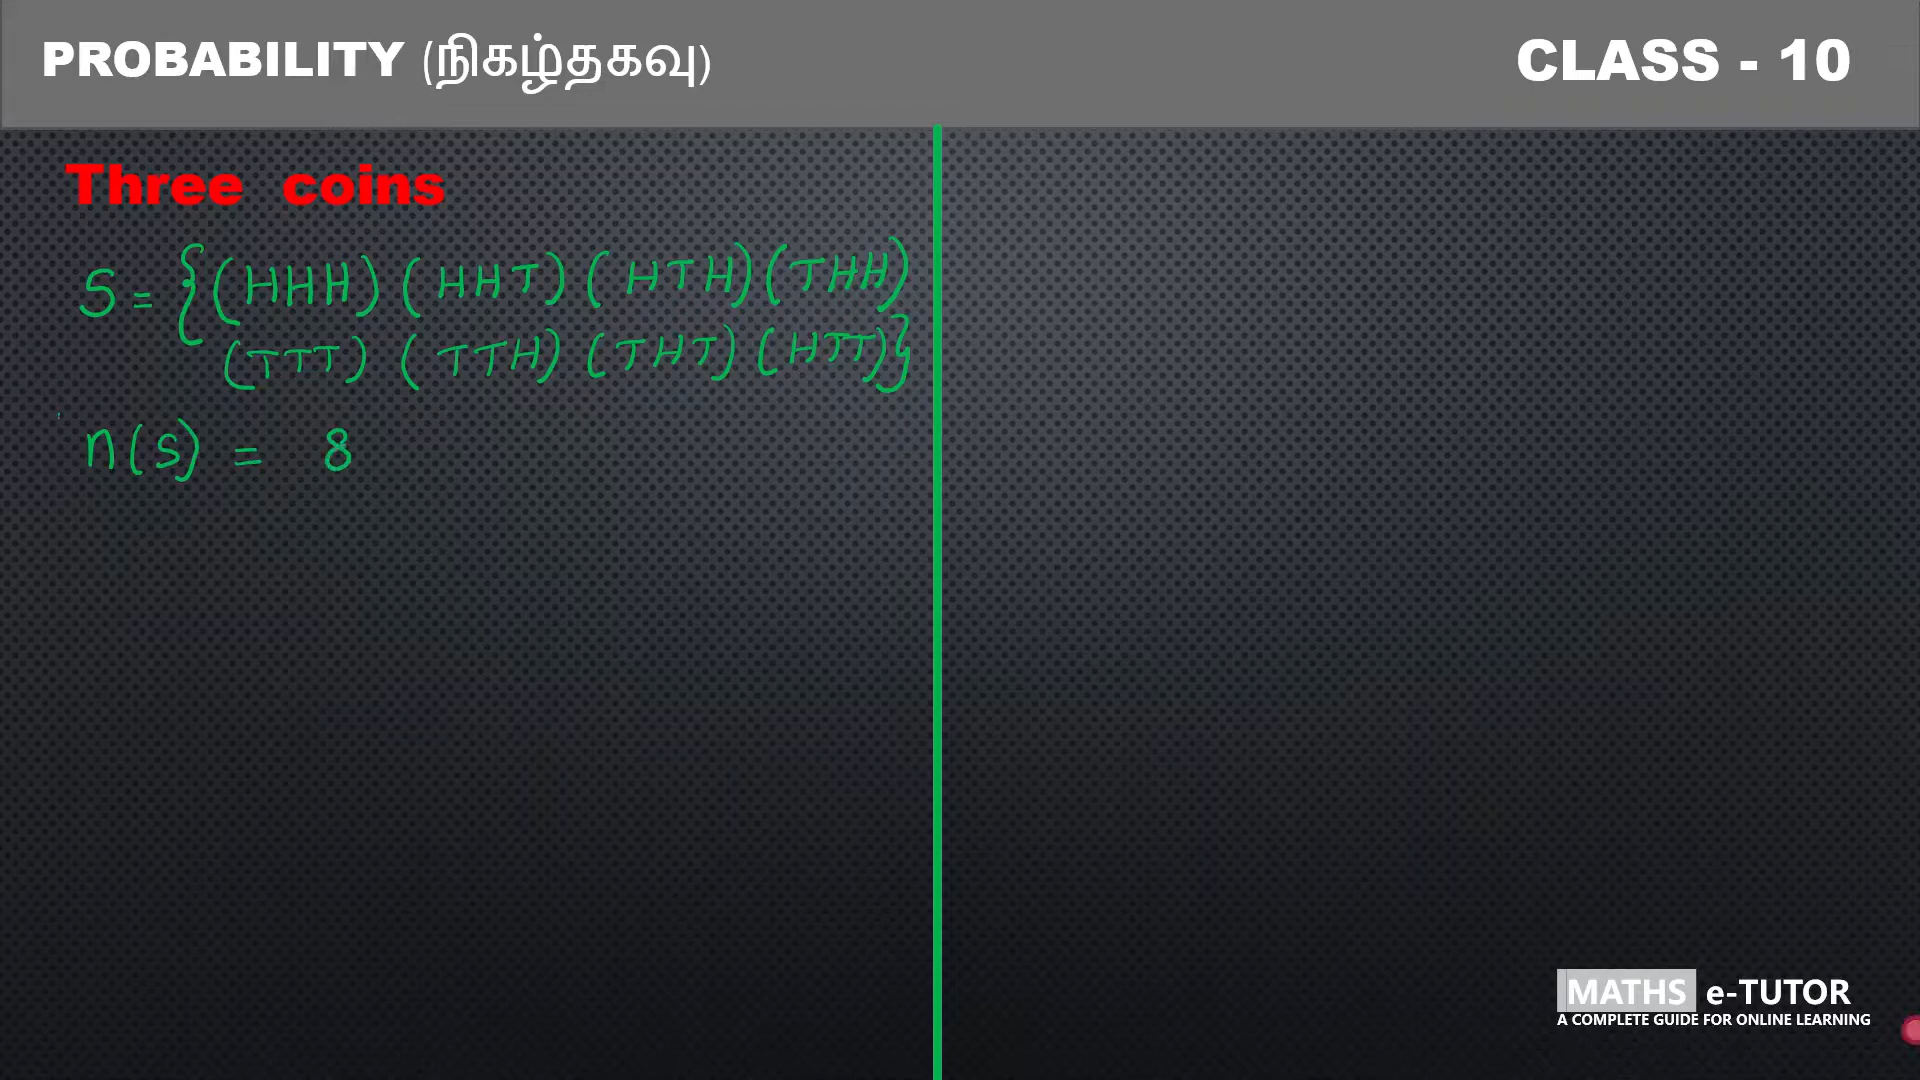 PROBABILITY (நிகழ்தகவு)
CLASS - 10
Three coins
S = {(HHH) (HHT) (HTH) (THH)
(TTT) (TTH) (THT) (HTT)}
n(s) = 8
MATHS e-TUTOR
A COMPLETE GUIDE FOR ONLINE LEARNING